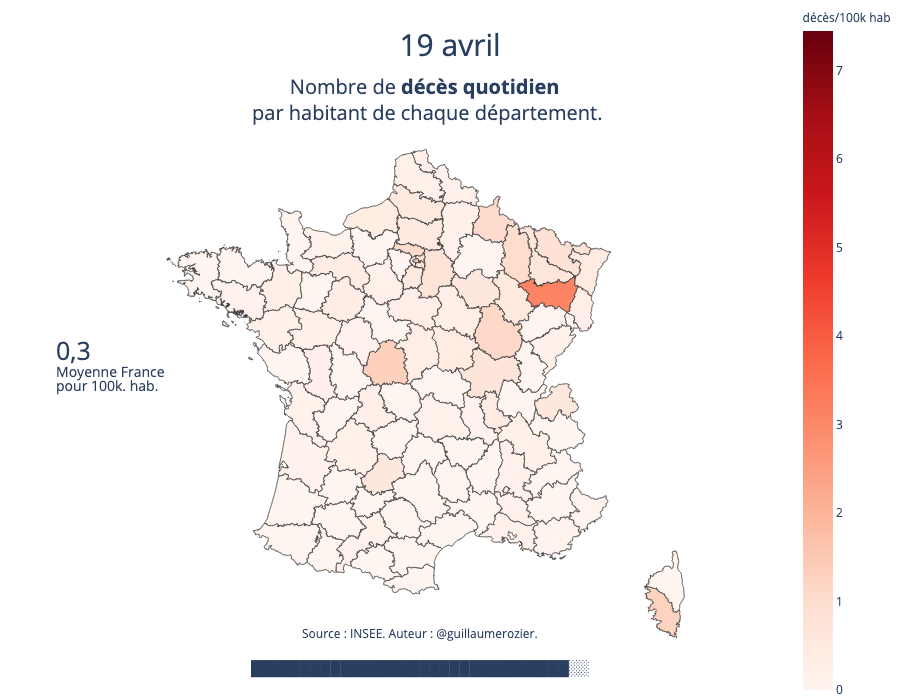 décès/100k hab
19 avril
Nombre de décès quotidien
par habitant de chaque département.
7
6
5
4
3
2
1
0
0,3
Moyenne France
pour 100k. hab.
Source : INSEE. Auteur : @guillaumerozier.